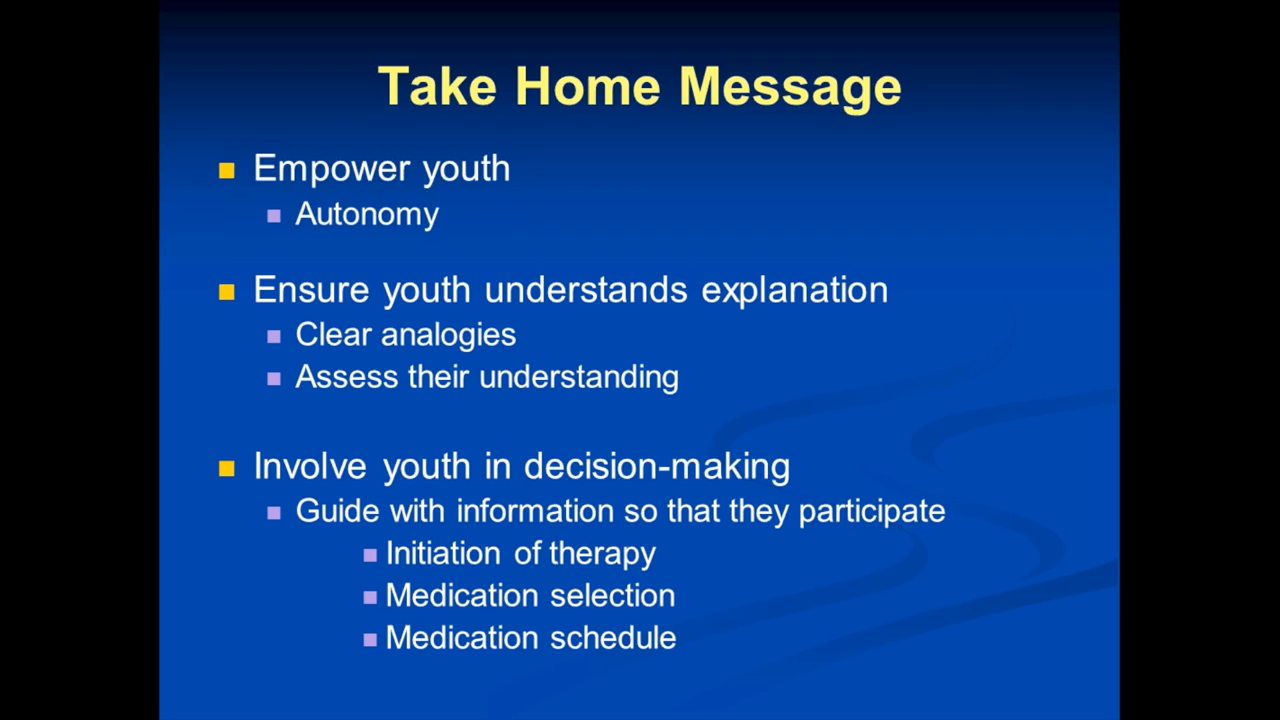 Take Home Message
Empower youth
Autonomy
Ensure youth understands explanation
Clear analogies
Assess their understanding
Involve youth in decision-making
Guide with information so that they participate
Initiation of therapy
Medication selection
Medication schedule